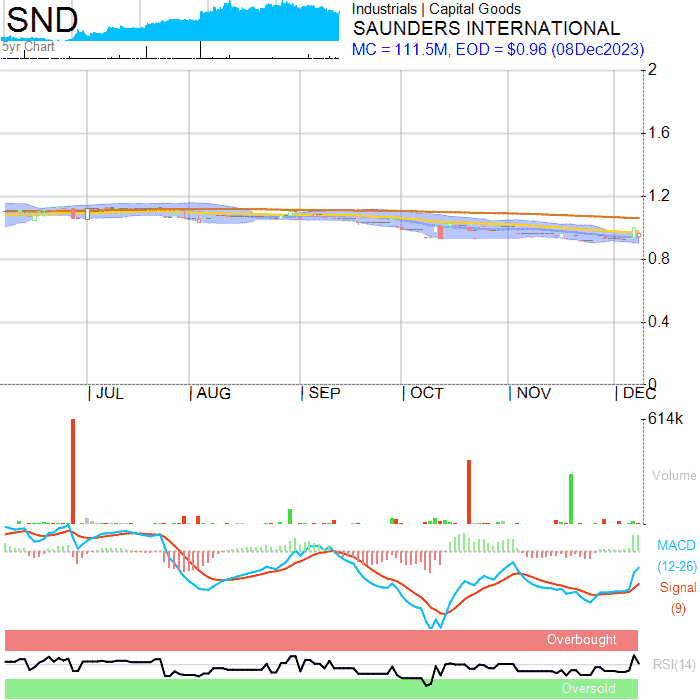 SND
5yr Chart
Industrials | Capital Goods
SAUNDERS INTERNATIONAL
MC = 111.5M, EOD = $0.96 (08Dec2023)
2
1.6
1.2
0.8
0.4
0
JUL AUG SEP OCT NOV DEC
614k
Volume
MACD
(12-26)
Signal
(9)
Overbought
RSI(14)
Oversold